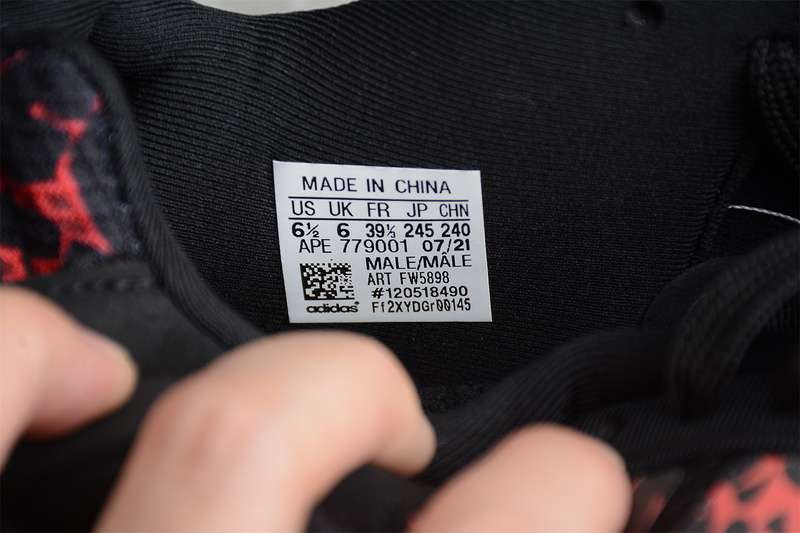 MADE IN CHINA
US UK FR JP CHN
6½ 6 39⅓ 245 240
APE 779001 07/21
MALE/MÂLE
ART FW5898
#120518490
adidas® Ff2XYDGr00145